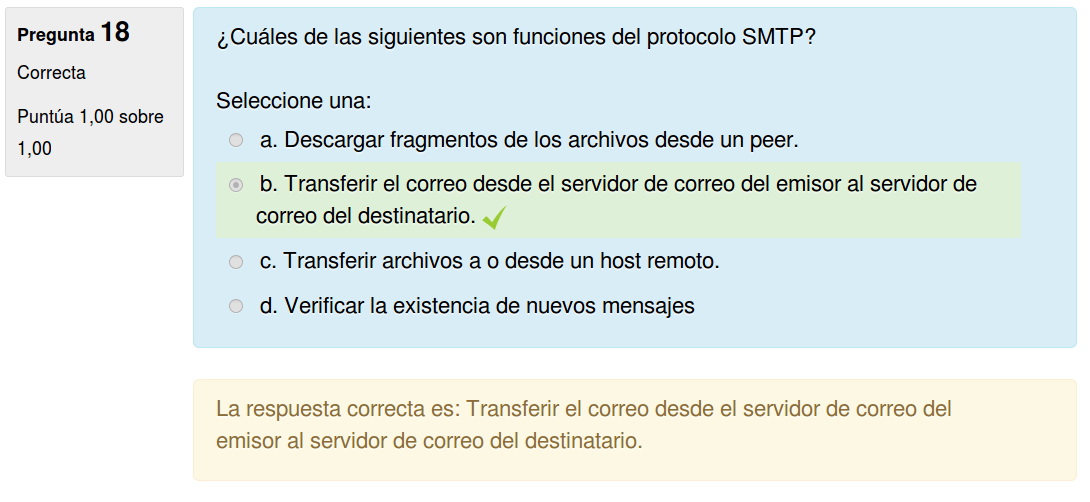 Pregunta 18
Correcta
Puntúa 1,00 sobre
1,00
¿Cuáles de las siguientes son funciones del protocolo SMTP?
Seleccione una:
a. Descargar fragmentos de los archivos desde un peer.
b. Transferir el correo desde el servidor de correo del emisor al servidor de
correo del destinatario.
c. Transferir archivos a o desde un host remoto.
d. Verificar la existencia de nuevos mensajes
La respuesta correcta es: Transferir el correo desde el servidor de correo del
emisor al servidor de correo del destinatario.